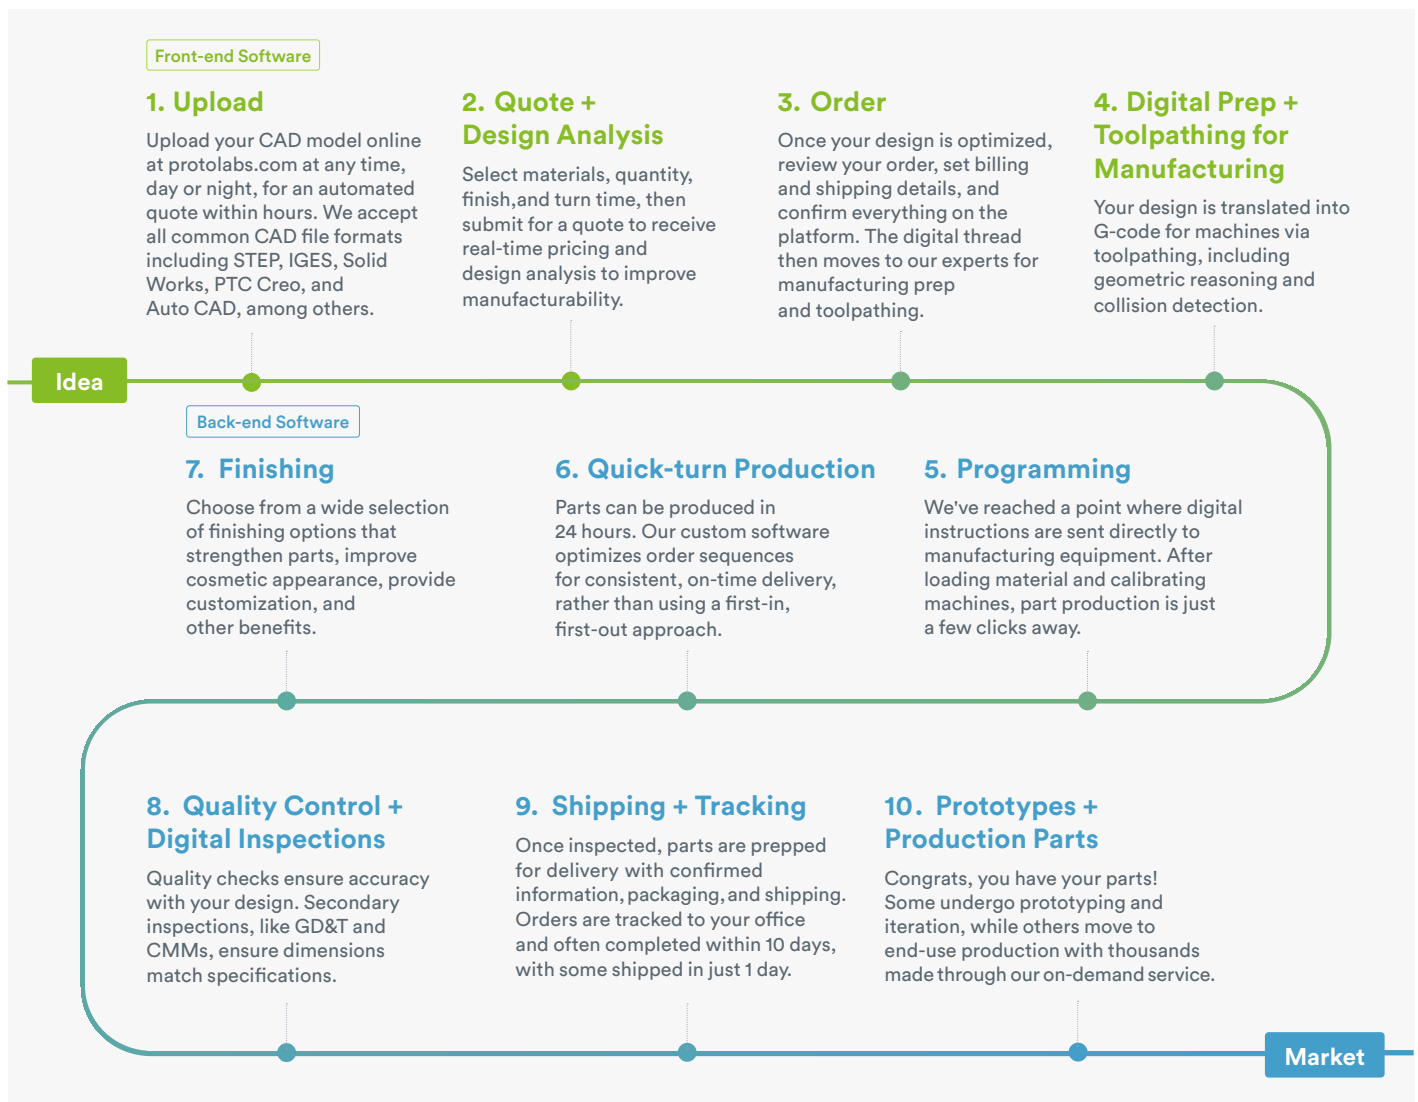 Front-end Software
1. Upload
Upload your CAD model online
at protolabs.com at any time,
day or night, for an automated
quote within hours. We accept
all common CAD file formats
including STEP, IGES, Solid
Works, PTC Creo, and
Auto CAD, among others.
2. Quote +
Design Analysis
Select materials, quantity,
finish,and turn time, then
submit for a quote to receive
real-time pricing and
design analysis to improve
manufacturability.
3. Order
Once your design is optimized,
review your order, set billing
and shipping details, and
confirm everything on the
platform. The digital thread
then moves to our experts for
manufacturing prep
and toolpathing.
4. Digital Prep +
Toolpathing for
Manufacturing
Your design is translated into
G-code for machines via
toolpathing, including
geometric reasoning and
collision detection.
Idea
Back-end Software
7. Finishing
Choose from a wide selection
of finishing options that
strengthen parts, improve
cosmetic appearance, provide
customization, and
other benefits.
6. Quick-turn Production
Parts can be produced in
24 hours. Our custom software
optimizes order sequences
for consistent, on-time delivery,
rather than using a first-in,
first-out approach.
5. Programming
We've reached a point where digital
instructions are sent directly to
manufacturing equipment. After
loading material and calibrating
machines, part production is just
a few clicks away.
8. Quality Control +
Digital Inspections
Quality checks ensure accuracy
with your design. Secondary
inspections, like GD&T and
CMMs, ensure dimensions
match specifications.
9. Shipping + Tracking
Once inspected, parts are prepped
for delivery with confirmed
information, packaging, and shipping.
Orders are tracked to your office
and often completed within 10 days,
with some shipped in just 1 day.
10. Prototypes +
Production Parts
Congrats, you have your parts!
Some undergo prototyping and
iteration, while others move to
end-use production with thousands
made through our on-demand service.
Market